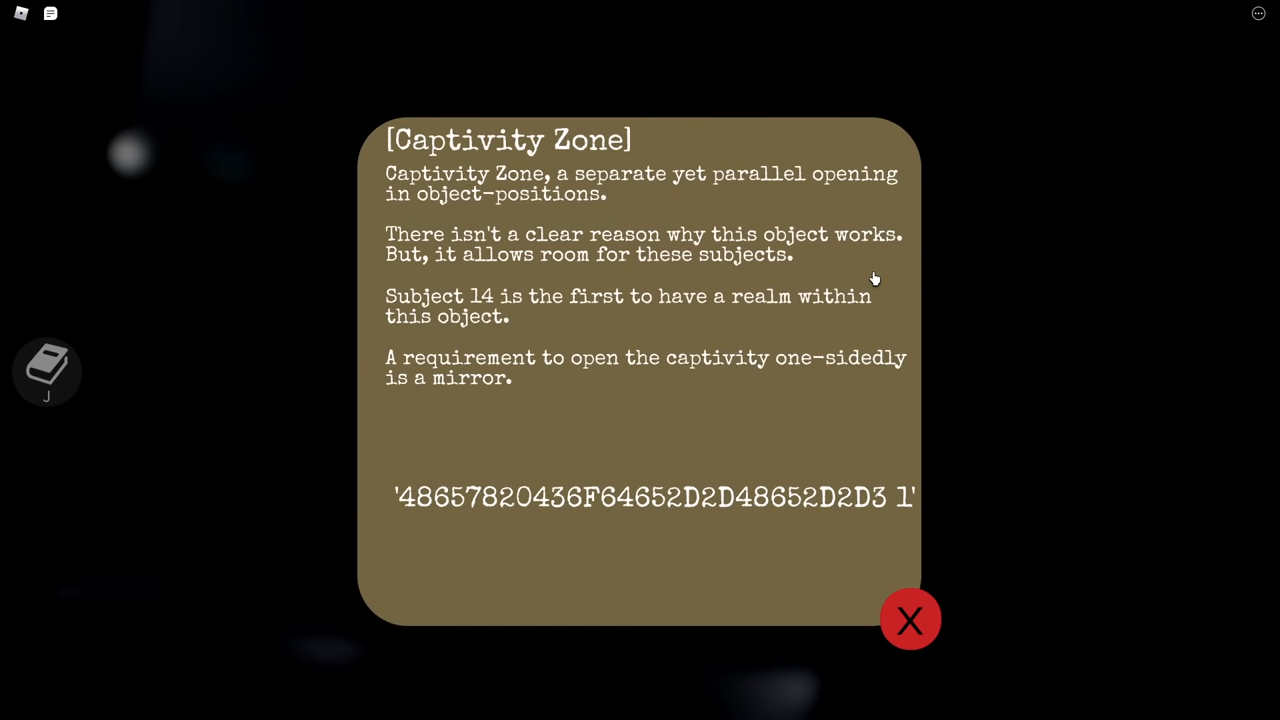 [Captivity Zone]
Captivity Zone, a separate yet parallel opening
in object-positions.
There isn't a clear reason why this object works.
But, it allows room for these subjects.
Subject 14 is the first to have a realm within
this object.
A requirement to open the captivity one-sidedly
is a mirror.
'48657820436F64652D2D48652D2D3 1'
J
X